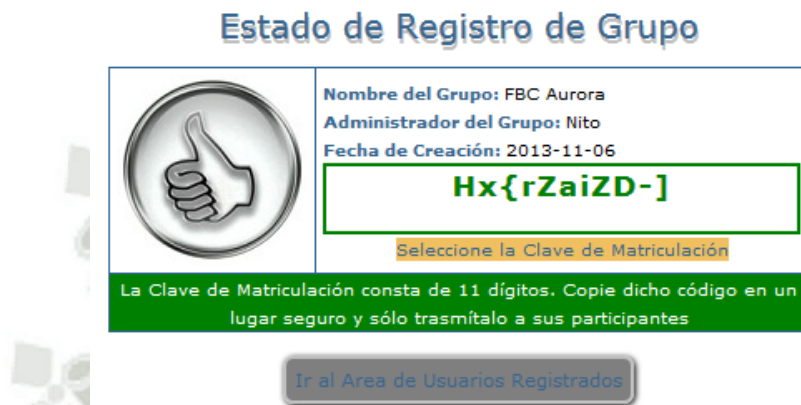 Estado de Registro de Grupo
Nombre del Grupo: FBC Aurora
Administrador del Grupo: Nito
Fecha de Creación: 2013-11-06
Hx{rZaiZD-]
Seleccione la Clave de Matriculación
La Clave de Matriculación consta de 11 dígitos. Copie dicho código en un
lugar seguro y sólo trasmítalo a sus participantes
Ir al Area de Usuarios Registrados